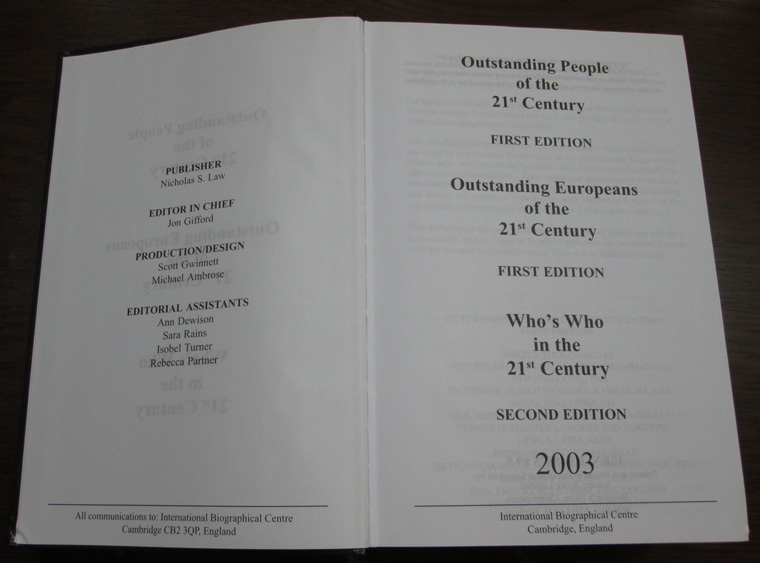 PUBLISHER
Nicholas S. Law
EDITOR IN CHIEF
Jon Gifford
PRODUCTION/DESIGN
Scott Gwinnett
Michael Ambrose
EDITORIAL ASSISTANTS
Ann Dewison
Sara Rains
Isobel Turner
Rebecca Partner
All communications to: International Biographical Centre
Cambridge CB2 3QP, England
Outstanding People
of the
21st Century
FIRST EDITION
Outstanding Europeans
of the
21st Century
FIRST EDITION
Who's Who
in the
21st Century
SECOND EDITION
2003
International Biographical Centre
Cambridge, England